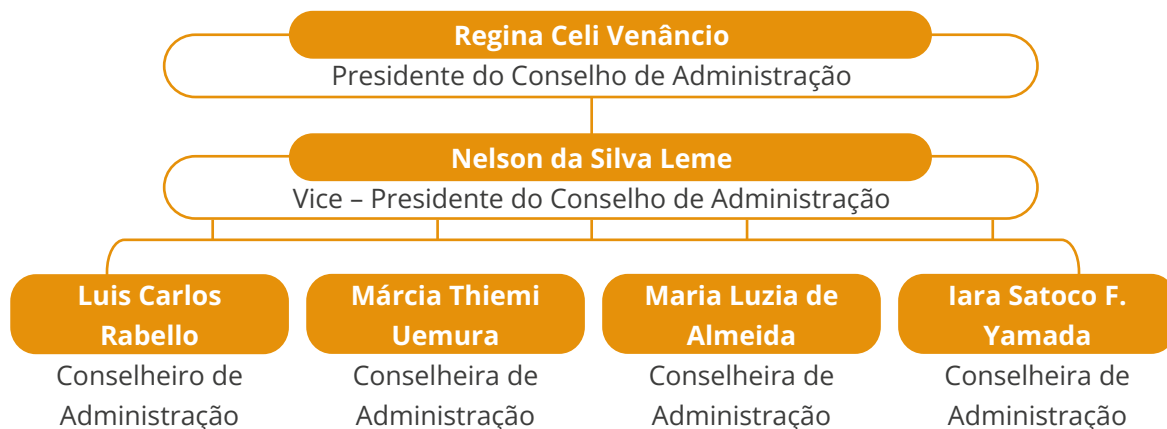 Regina Celi Venâncio
Presidente do Conselho de Administração
Nelson da Silva Leme
Vice – Presidente do Conselho de Administração
Luis Carlos
Rabello
Conselheiro de
Administração
Márcia Thiemi
Uemura
Conselheira de
Administração
Maria Luzia de
Almeida
Conselheira de
Administração
Iara Satoco F.
Yamada
Conselheira de
Administração